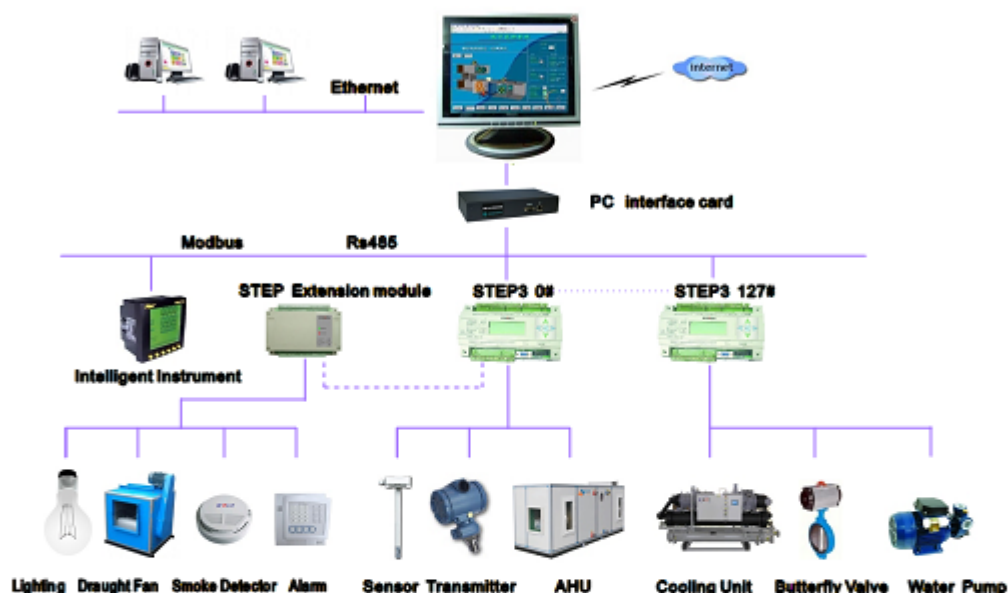 Ethernet
internet
PC interface card
Modbus
Rs485
STEP Extension module
STEP3 0#
STEP3 127#
Intelligent Instrument
Lighting
Draught Fan
Smoke Detector
Alarm
Sensor
Transmitter
AHU
Cooling Unit
Butterfly Valve
Water Pump